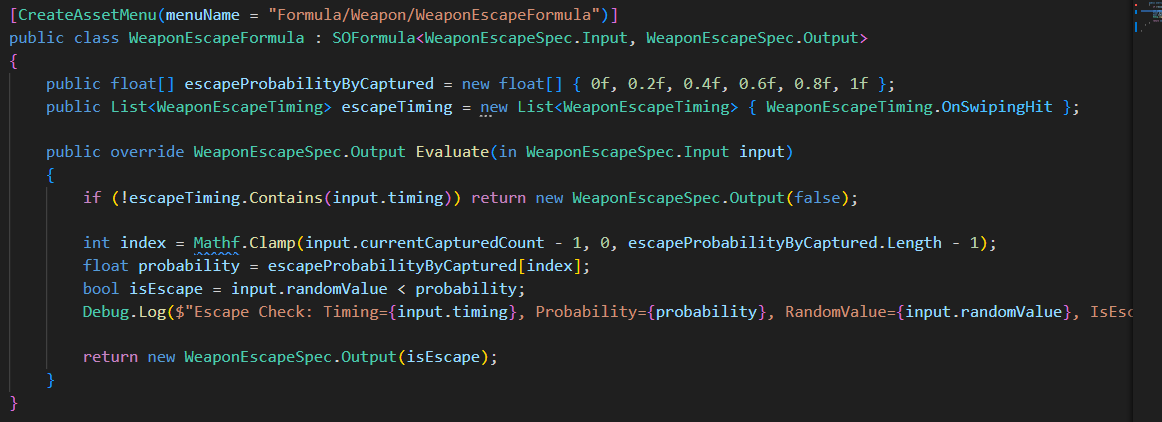 [CreateAssetMenu(menuName = "Formula/Weapon/WeaponEscapeFormula")]
public class WeaponEscapeFormula : SOFormula<WeaponEscapeSpec.Input, WeaponEscapeSpec.Output>
{
public float[] escapeProbabilityByCaptured = new float[] { 0f, 0.2f, 0.4f, 0.6f, 0.8f, 1f };
public List<WeaponEscapeTiming> escapeTiming = new List<WeaponEscapeTiming> { WeaponEscapeTiming.OnSwipingHit };
public override WeaponEscapeSpec.Output Evaluate(in WeaponEscapeSpec.Input input)
{
if (!escapeTiming.Contains(input.timing)) return new WeaponEscapeSpec.Output(false);
int index = Mathf.Clamp(input.currentCapturedCount - 1, 0, escapeProbabilityByCaptured.Length - 1);
float probability = escapeProbabilityByCaptured[index];
bool isEscape = input.randomValue < probability;
Debug.Log($"Escape Check: Timing={input.timing}, Probability={probability}, RandomValue={input.randomValue}, IsEsc
return new WeaponEscapeSpec.Output(isEscape);
}
}